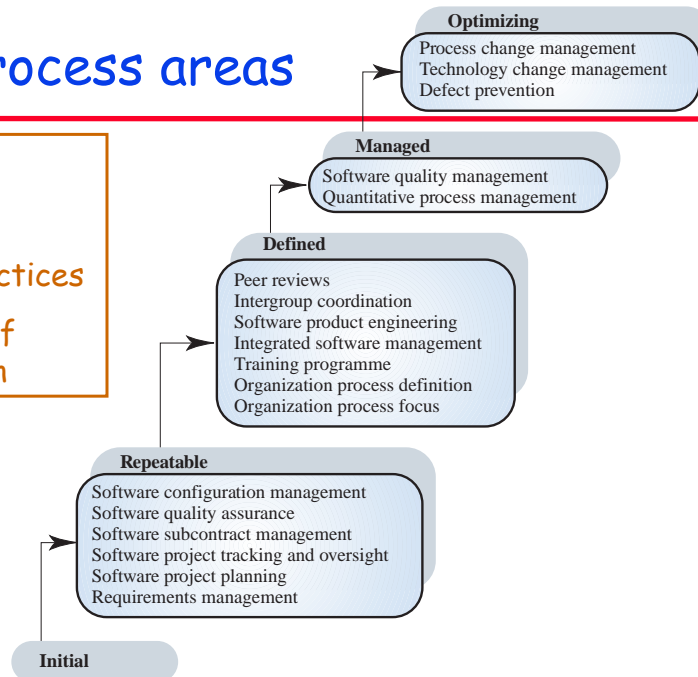 rocess areas
ctices
f
n
Optimizing
Process change management
Technology change management
Defect prevention
Managed
Software quality management
Quantitative process management
Defined
Peer reviews
Intergroup coordination
Software product engineering
Integrated software management
Training programme
Organization process definition
Organization process focus
Repeatable
Software configuration management
Software quality assurance
Software subcontract management
Software project tracking and oversight
Software project planning
Requirements management
Initial